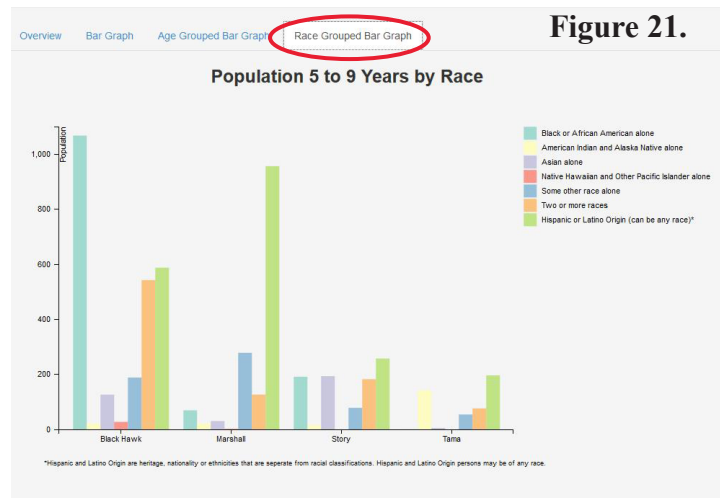 Figure 21.
Overview Bar Graph Age Grouped Bar Graph Race Grouped Bar Graph
Population 5 to 9 Years by Race
Population
1,000
800
600
400
200
0
Black Hawk Marshall Story Tama
Black or African American alone
American Indian and Alaska Native alone
Asian alone
Native Hawaiian and Other Pacific Islander alone
Some other race alone
Two or more races
Hispanic or Latino Origin (can be any race)*
*Hispanic and Latino Origin are heritage, nationality or ethnicities that are seperate from racial classifications. Hispanic and Latino Origin persons may be of any race.